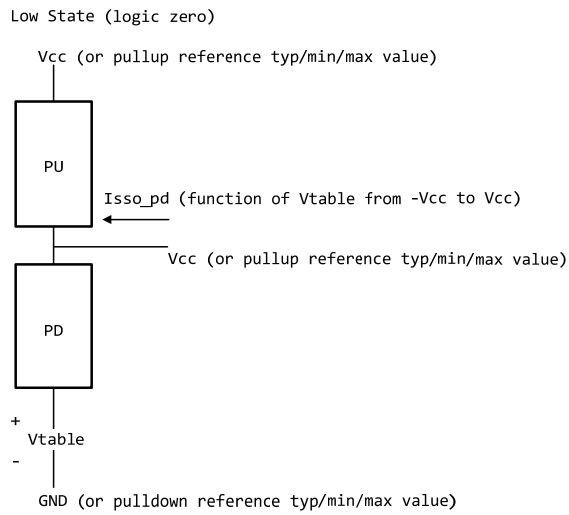 Low State (logic zero)
Vcc (or pullup reference typ/min/max value)
PU
Isso_pd (function of Vtable from -Vcc to Vcc)
Vcc (or pullup reference typ/min/max value)
PD
+
Vtable
-
GND (or pulldown reference typ/min/max value)